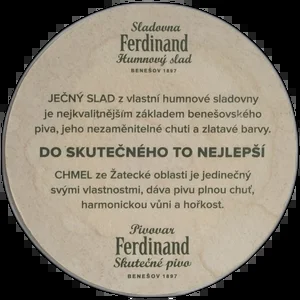 Sladovna
Ferdinand
Humnový slad
BENEŠOV 1897
JEČNÝ SLAD z vlastní humnové sladovny
je nejkvalitnějším základem benešovského
piva, jeho nezaměnitelné chuti a zlatavé barvy.
DO SKUTEČNÉHO TO NEJLEPŠÍ
CHMEL ze Žatecké oblasti je jedinečný
svými vlastnostmi, dáva pivu plnou chuť,
harmonickou vůni a hořkost.
Pivovar
Ferdinand
Skutečné pivo
BENEŠOV 1897